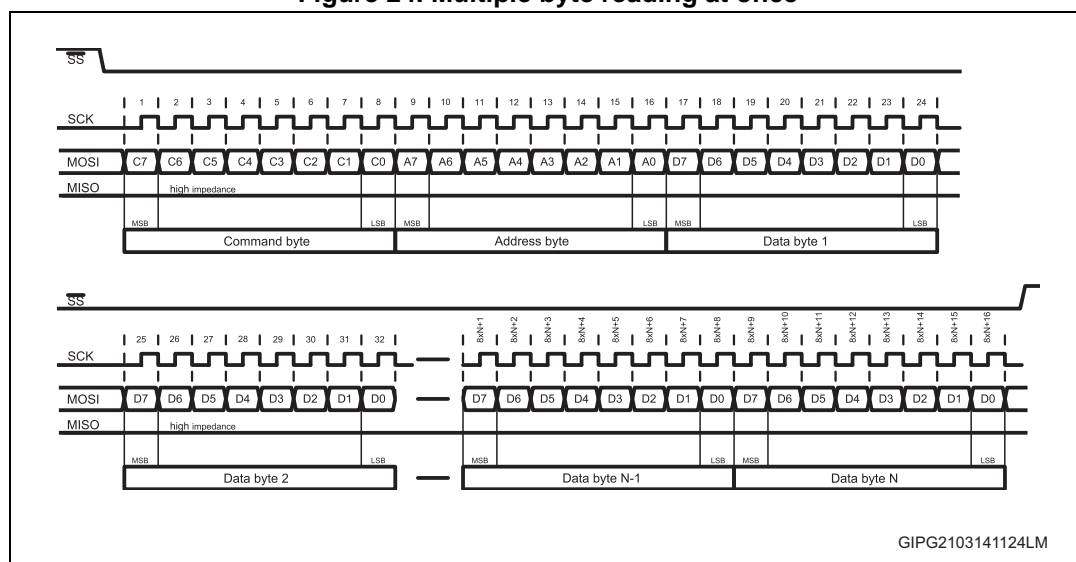 Figure 24. Multiple byte reading at once
SS
1 2 3 4 5 6 7 8 9 10 11 12 13 14 15 16 17 18 19 20 21 22 23 24
SCK
MOSI C7 C6 C5 C4 C3 C2 C1 C0 A7 A6 A5 A4 A3 A2 A1 A0 D7 D6 D5 D4 D3 D2 D1 D0
MISO high impedance
MSB LSB MSB LSB MSB LSB
Command byte Address byte Data byte 1
SS
25 26 27 28 29 30 31 32 8xN+1 8xN+2 8xN+3 8xN+4 8xN+5 8xN+6 8xN+7 8xN+8 8xN+9 8xN+10 8xN+11 8xN+12 8xN+13 8xN+14 8xN+15 8xN+16
SCK
MOSI D7 D6 D5 D4 D3 D2 D1 D0 D7 D6 D5 D4 D3 D2 D1 D0 D7 D6 D5 D4 D3 D2 D1 D0
MISO high impedance
MSB LSB MSB LSB MSB LSB
Data byte 2 Data byte N-1 Data byte N
GIPG2103141124LM